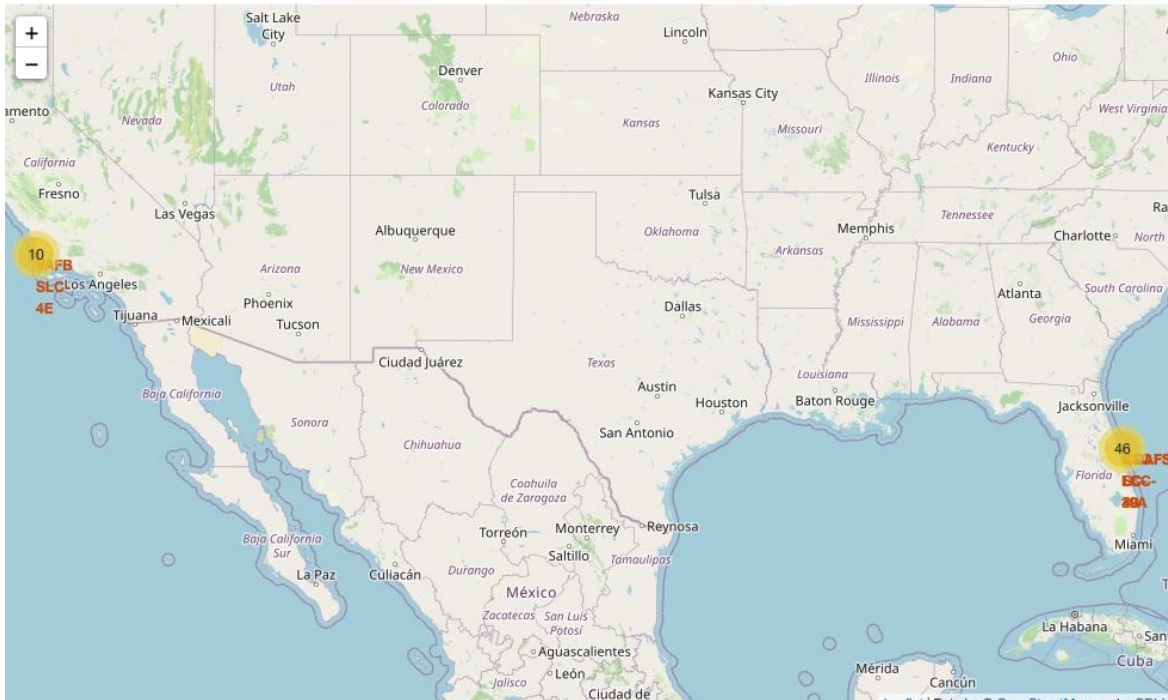 +
−
Salt Lake
City
Nebraska
Lincoln
Ohio
Illinois
Indiana
Denver
Utah
Colorado
Kansas City
amento
Nevada
Kansas
Missouri
West Virginia
Kentucky
California
Fresno
Las Vegas
Tulsa
Ra
Tennessee
Albuquerque
Oklahoma
Memphis
Charlotte
North
Arkansas
10
AFB
SLC-
4E
Los Angeles
Arizona
New Mexico
Phoenix
Dallas
Atlanta
South Carolina
Tijuana
Mexicali
Tucson
Mississippi
Alabama
Georgia
Ciudad Juárez
Texas
Louisiana
Baja California
Austin
Houston
Baton Rouge
Jacksonville
Sonora
San Antonio
Chihuahua
46
Florida
Coahuila
de Zaragoza
Torreón
Monterrey
Reynosa
Saltillo
Tamaulipas
Miami
Baja California
Sur
La Paz
Culiacán
Durango
México
Zacatecas
San Luis
Potosí
La Habana
San
Cuba
Aguascalientes
León
Jalisco
Mérida
Cancún
Ciudad de